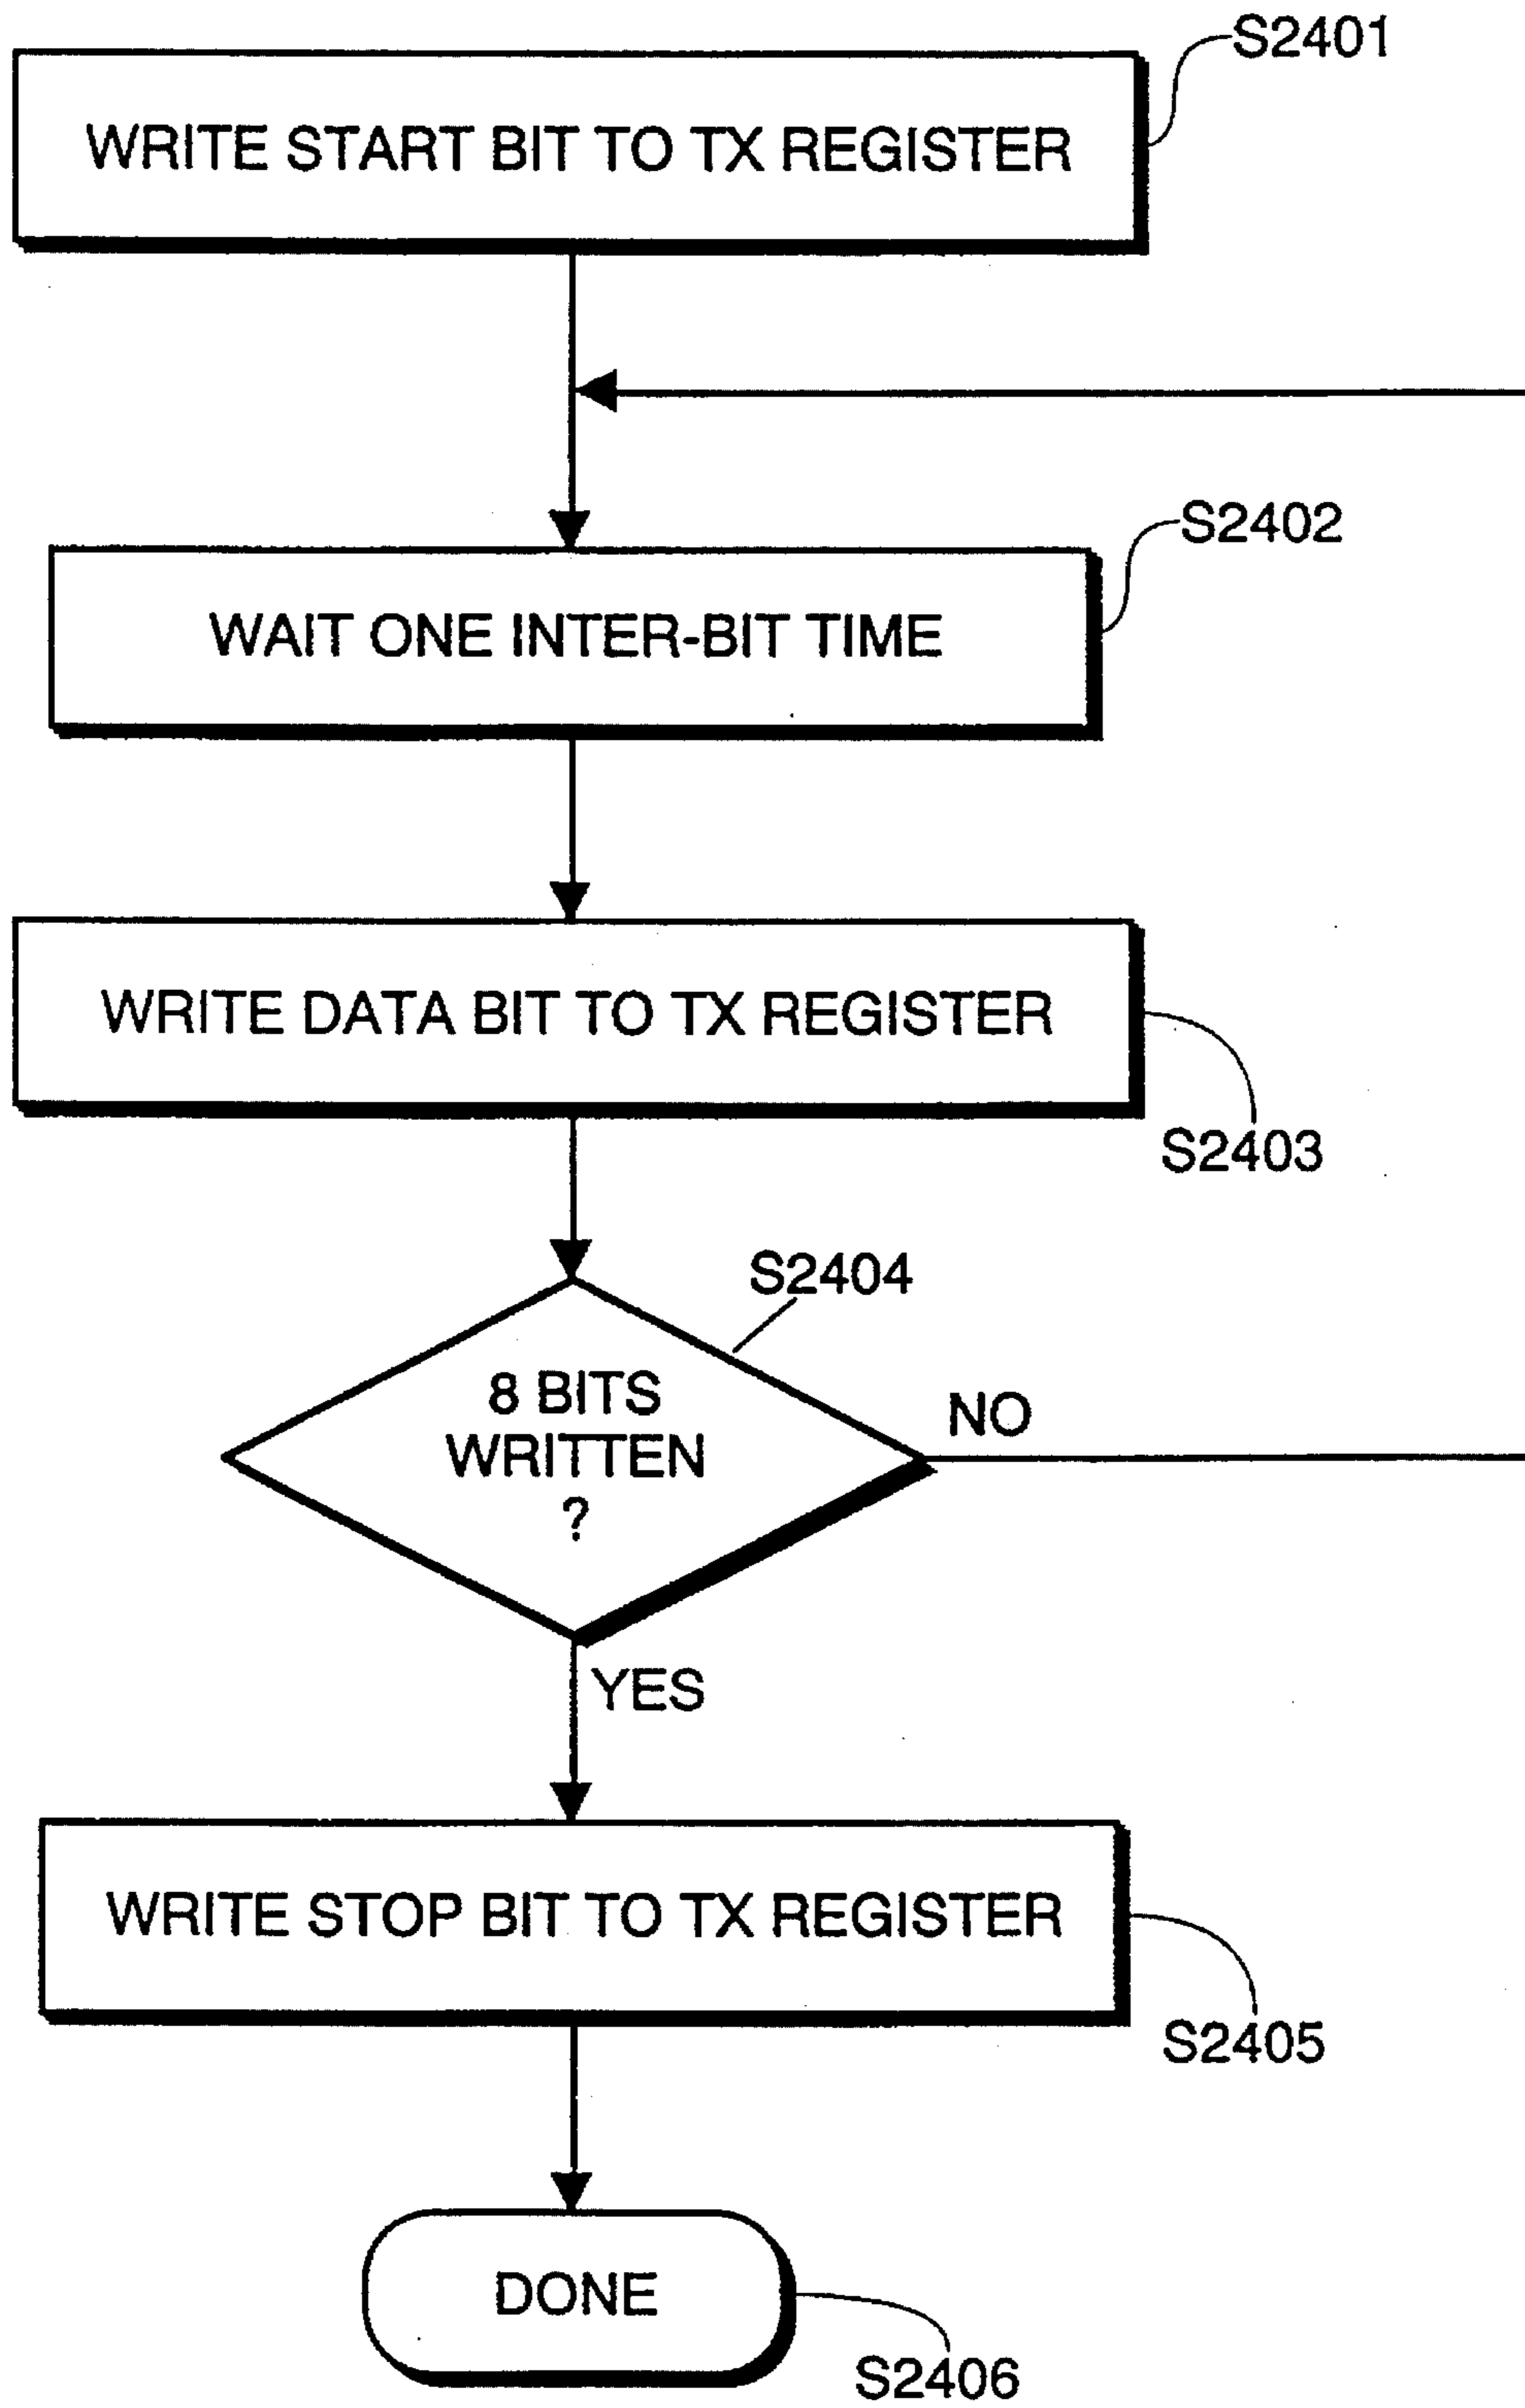 S2401
WRITE START BIT TO TX REGISTER
S2402
WAIT ONE INTER-BIT TIME
WRITE DATA BIT TO TX REGISTER
S2403
S2404
8 BITS
WRITTEN
?
NO
YES
WRITE STOP BIT TO TX REGISTER
S2405
DONE
S2406